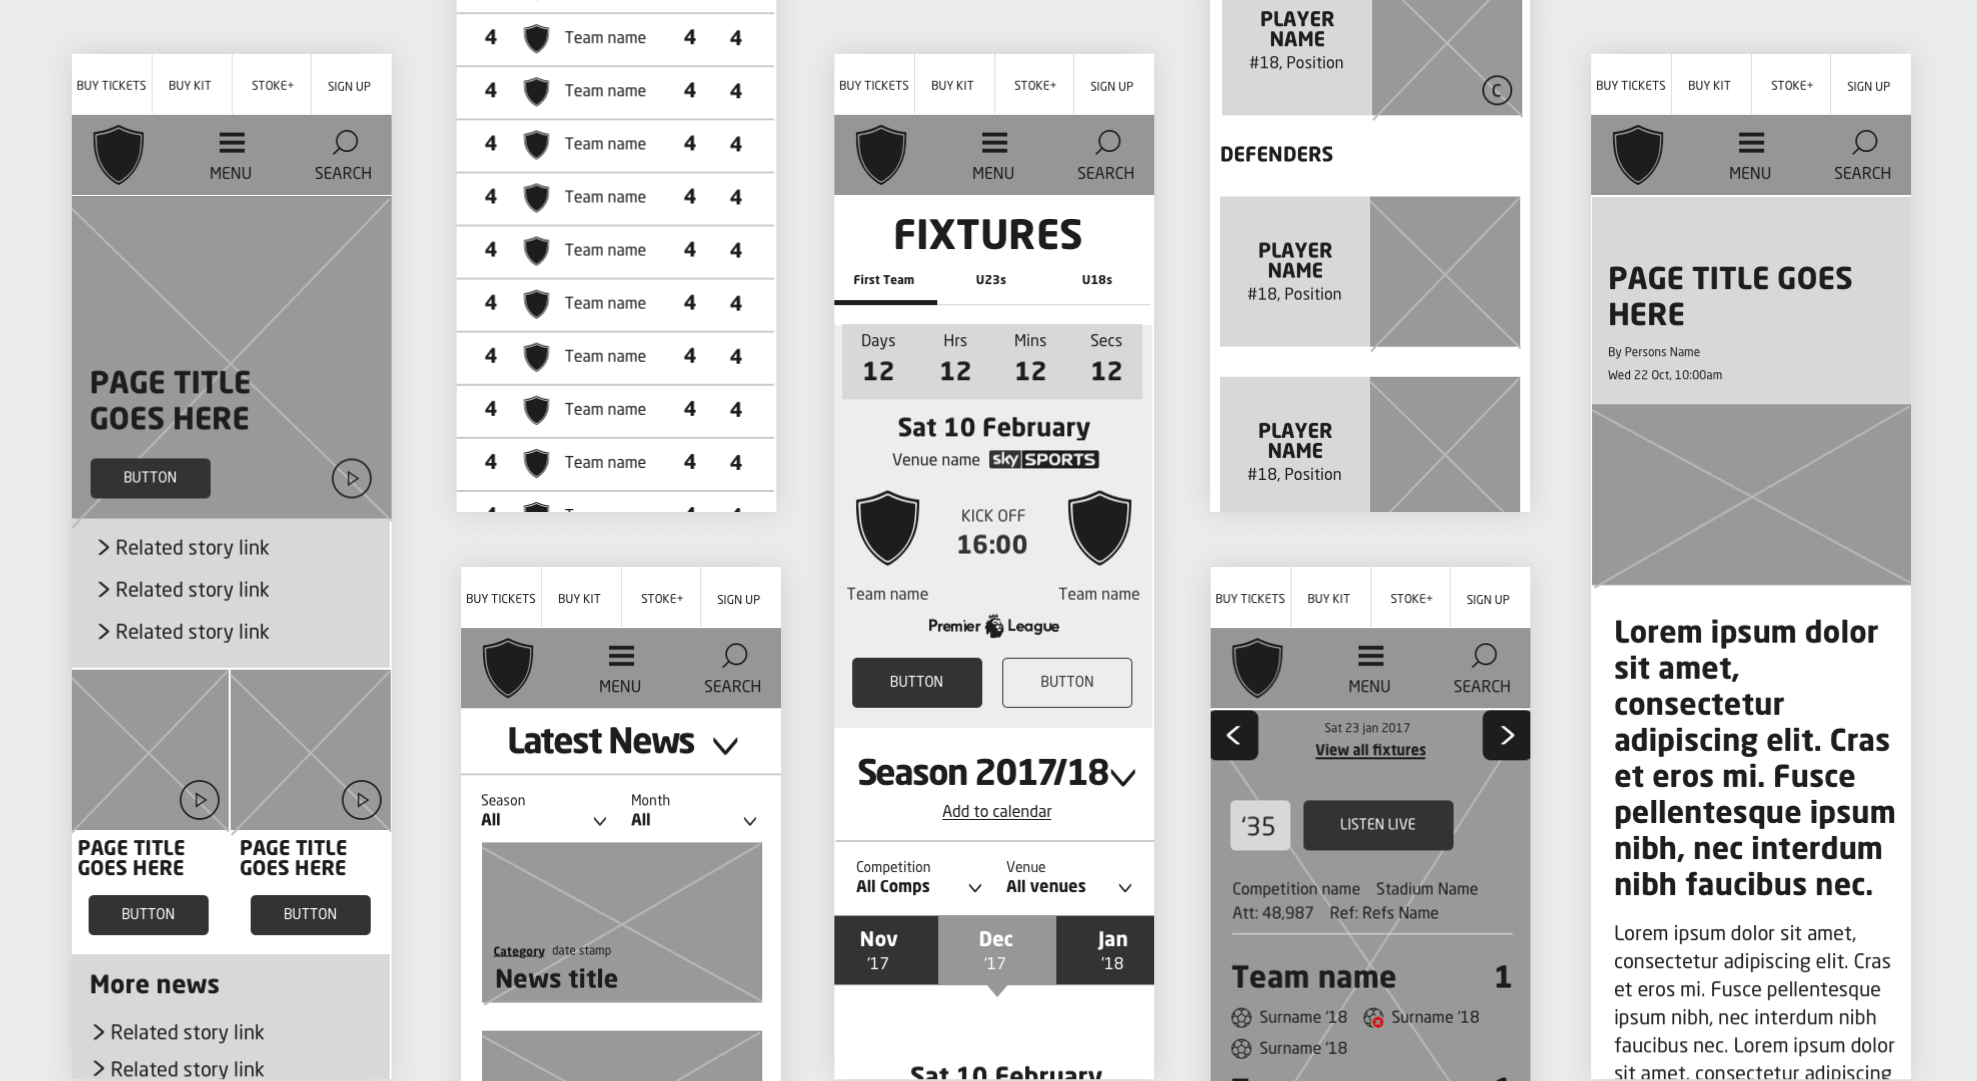 BUY TICKETS
BUY KIT
STOKE+
SIGN UP
MENU
SEARCH
PAGE TITLE
GOES HERE
BUTTON
Related story link
Related story link
Related story link
PAGE TITLE
GOES HERE
BUTTON
PAGE TITLE
GOES HERE
BUTTON
More news
Related story link
Related story link
4 Team name 4 4
4 Team name 4 4
4 Team name 4 4
4 Team name 4 4
4 Team name 4 4
4 Team name 4 4
4 Team name 4 4
4 Team name 4 4
4 Team name 4 4
BUY TICKETS
BUY KIT
STOKE+
SIGN UP
MENU
SEARCH
Latest News
Season
All
Month
All
Category date stamp
News title
BUY TICKETS
BUY KIT
STOKE+
SIGN UP
MENU
SEARCH
FIXTURES
First Team
U23s
U18s
Days Hrs Mins Secs
12 12 12 12
Sat 10 February
Venue name sky SPORTS
KICK OFF
16:00
Team name
Team name
Premier League
BUTTON
BUTTON
Season 2017/18
Add to calendar
Competition
All Comps
Venue
All venues
Nov
'17
Dec
'17
Jan
'18
Sat 10 February
PLAYER
NAME
#18, Position
C
DEFENDERS
PLAYER
NAME
#18, Position
PLAYER
NAME
#18, Position
BUY TICKETS
BUY KIT
STOKE+
SIGN UP
MENU
SEARCH
Sat 23 jan 2017
View all fixtures
‘35
LISTEN LIVE
Competition name Stadium Name
Att: 48,987 Ref: Refs Name
Team name 1
Surname ‘18 Surname ‘18
Surname ‘18
BUY TICKETS
BUY KIT
STOKE+
SIGN UP
MENU
SEARCH
PAGE TITLE GOES
HERE
By Persons Name
Wed 22 Oct, 10:00am
Lorem ipsum dolor
sit amet,
consectetur
adipiscing elit. Cras
et eros mi. Fusce
pellentesque ipsum
nibh, nec interdum
nibh faucibus nec.
Lorem ipsum dolor sit amet,
consectetur adipiscing elit. Cras
et eros mi. Fusce pellentesque
ipsum nibh, nec interdum nibh
faucibus nec. Lorem ipsum dolor
sit amet, consectetur adipiscing